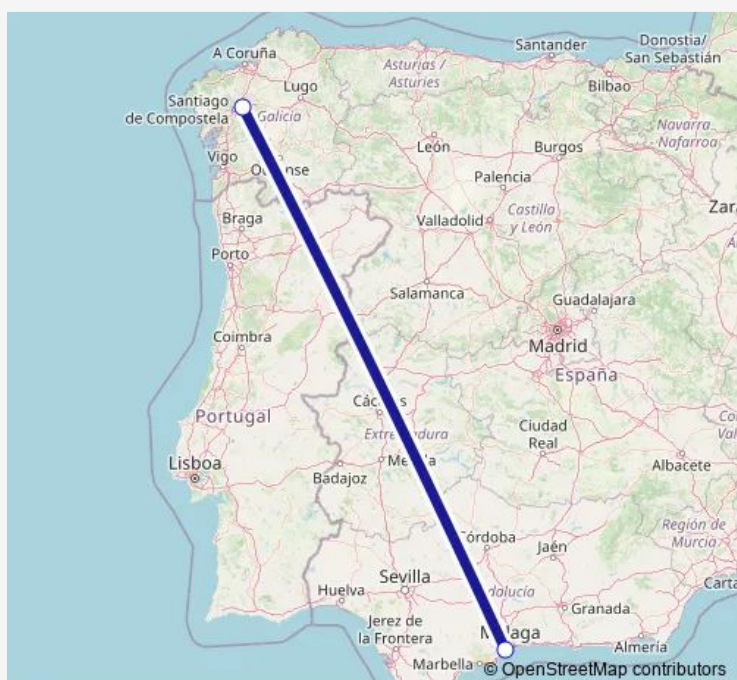 A Coruña
Santander
Donostia/
San Sebastián
Asturias /
Asturies
Bilbao
Lugo
Santiago
de Compostela
Galicia
Navarra -
Nafarroa
León
Burgos
Vigo
Palencia
Braga
Valladolid
Castilla
y León
Porto
Salamanca
Guadalajara
Coimbra
Madrid
España
Portugal
Ciudad
Real
Lisboa
Badajoz
Albacete
Región de
Murcia
Jaén
Sevilla
Huelva
Granada
Jerez de
la Frontera
Almería
Marbella
© OpenStreetMap contributors